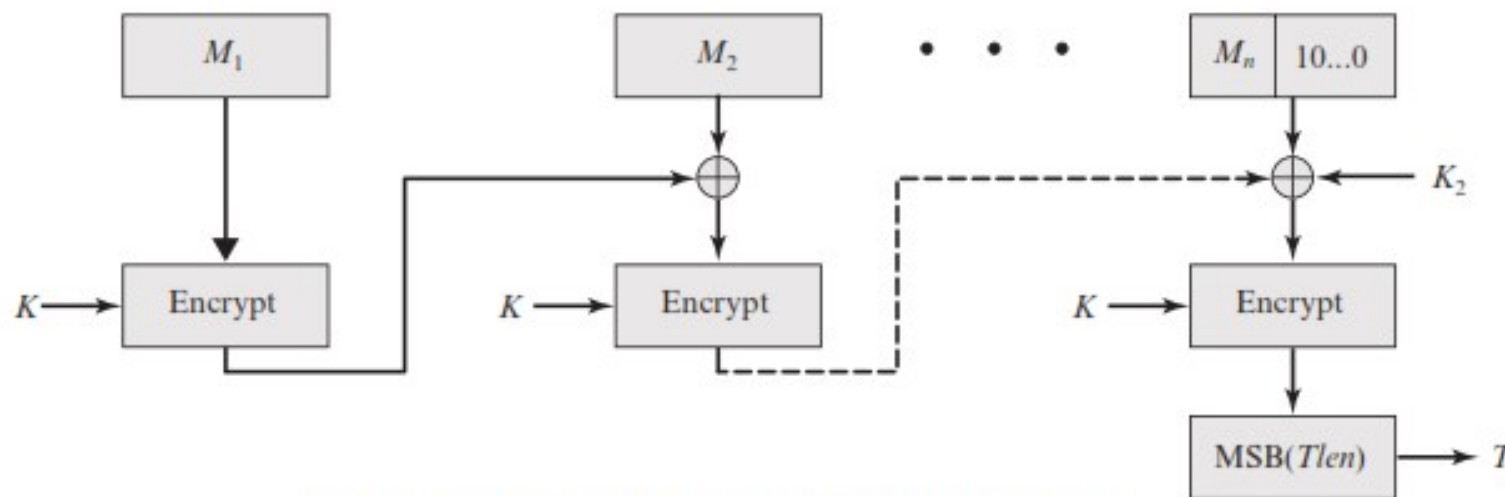 M₁
M₂
• • •
Mₙ 10...0
K₂
K Encrypt
K Encrypt
K Encrypt
MSB(Tlen)
T